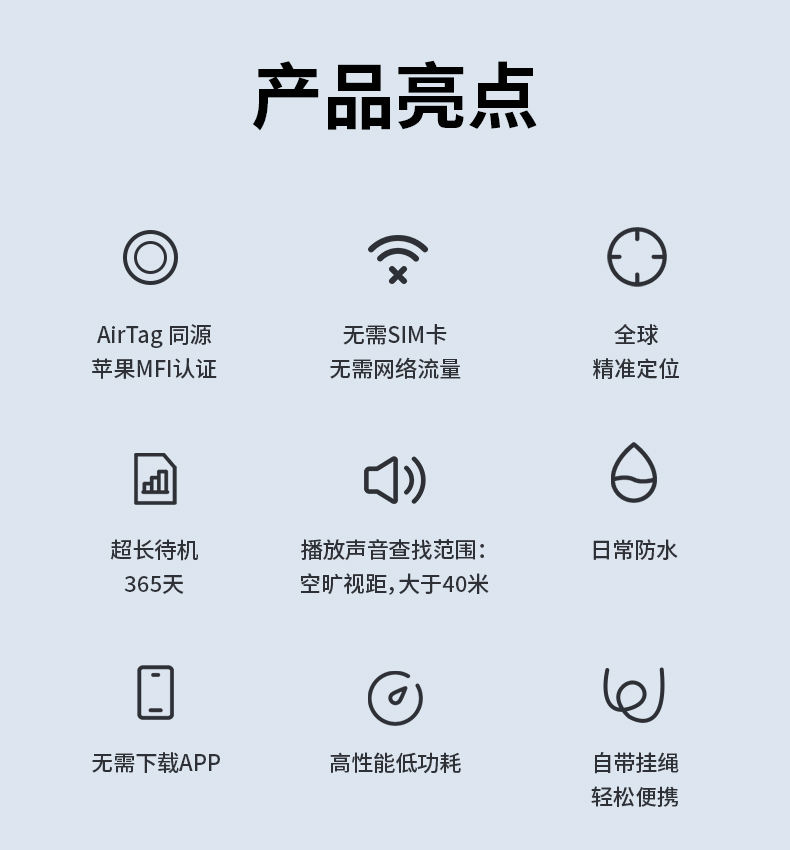 产品亮点
AirTag 同源
苹果MFI认证
无需SIM卡
无需网络流量
全球
精准定位
超长待机
365天
播放声音查找范围：
空旷视距，大于40米
日常防水
无需下载APP
高性能低功耗
自带挂绳
轻松便携